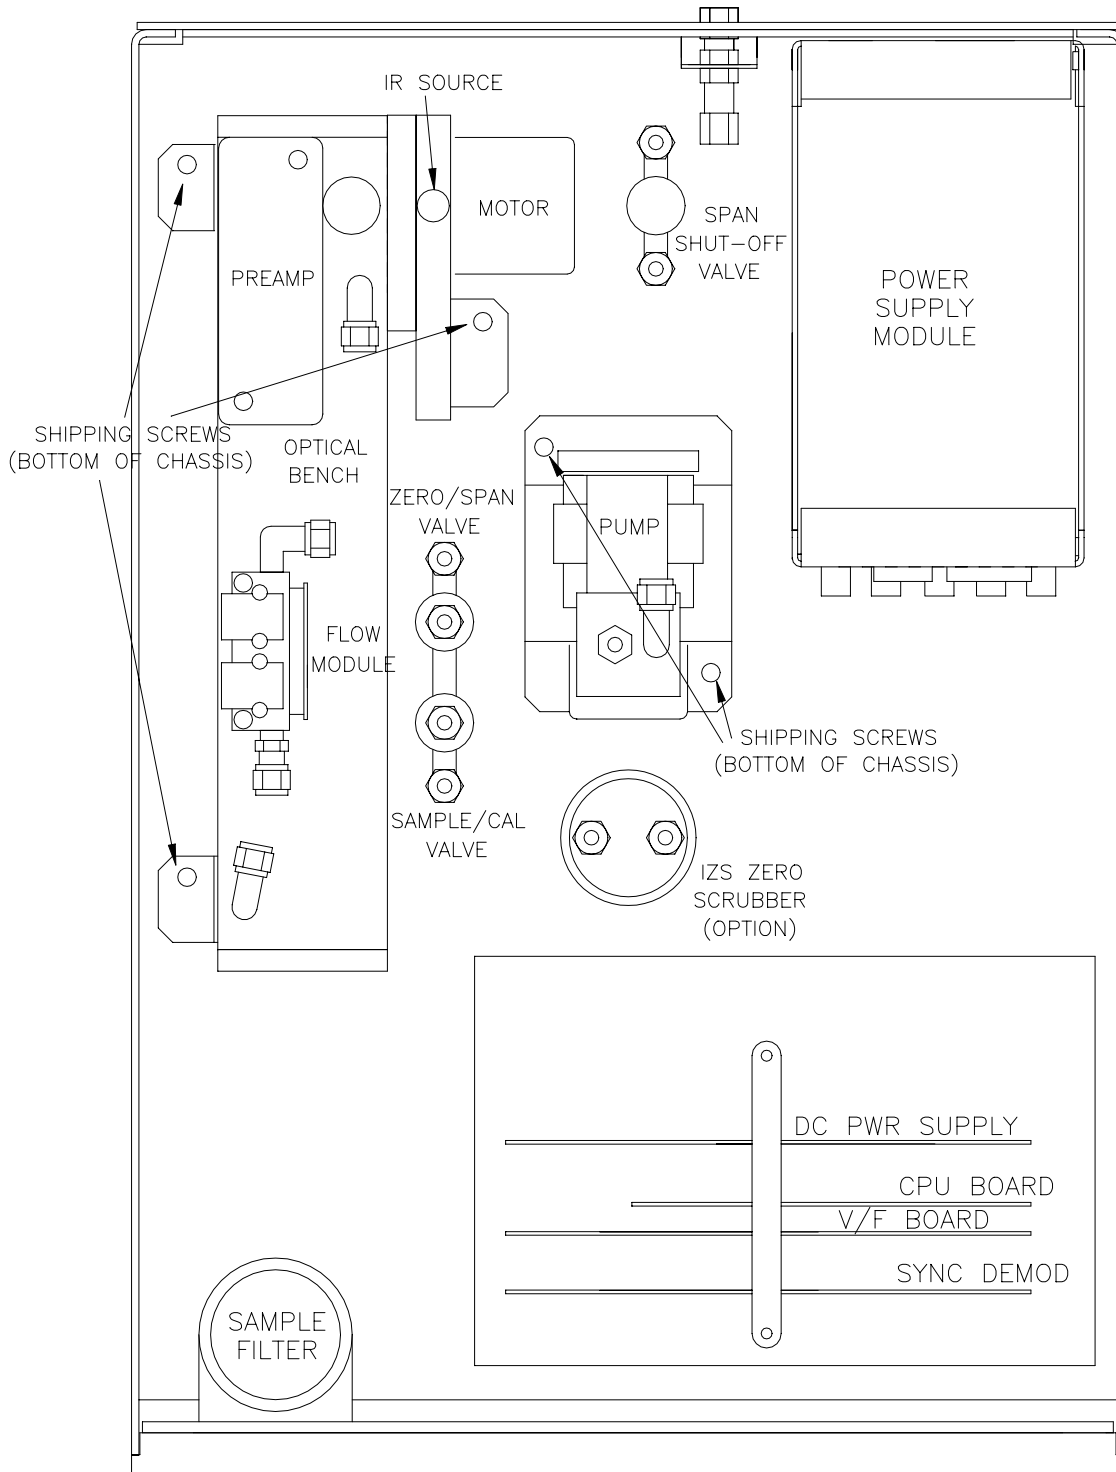 IR SOURCE
MOTOR
SPAN
SHUT-OFF
VALVE
PREAMP
POWER
SUPPLY
MODULE
SHIPPING SCREWS
(BOTTOM OF CHASSIS)
OPTICAL
BENCH
ZERO/SPAN
VALVE
PUMP
FLOW
MODULE
SHIPPING SCREWS
(BOTTOM OF CHASSIS)
SAMPLE/CAL
VALVE
IZS ZERO
SCRUBBER
(OPTION)
DC PWR SUPPLY
CPU BOARD
V/F BOARD
SYNC DEMOD
SAMPLE
FILTER